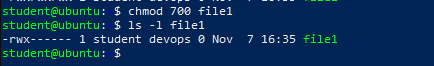 student@ubuntu: $ chmod 700 file1
student@ubuntu: $ ls -l file1
-rwx------ 1 student devops 0 Nov  7 16:35 file1
student@ubuntu: $